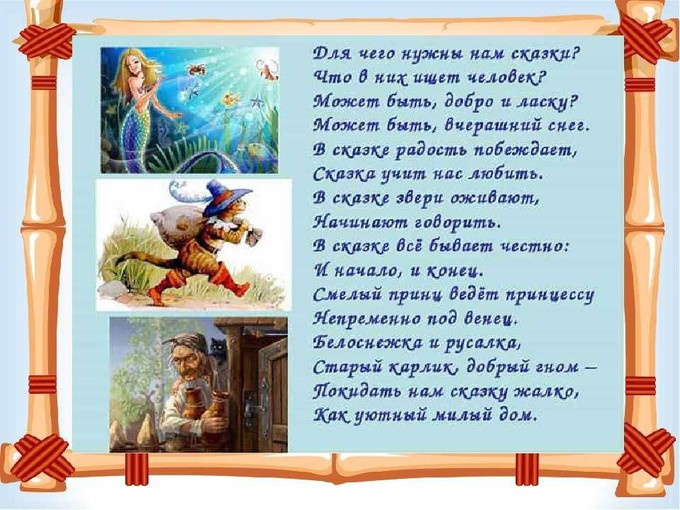 Для чего нужны нам сказки?
Что в них ищет человек?
Может быть, добро и ласку?
Может быть, вчерашний снег.
В сказке радость побеждает,
Сказка учит нас любить.
В сказке звери оживают,
Начинают говорить.
В сказке всё бывает честно:
И начало, и конец.
Смелый принц ведёт принцессу
Непременно под венец.
Белоснежка и русалка,
Старый карлик, добрый гном –
Покидать нам сказку жалко,
Как уютный милый дом.